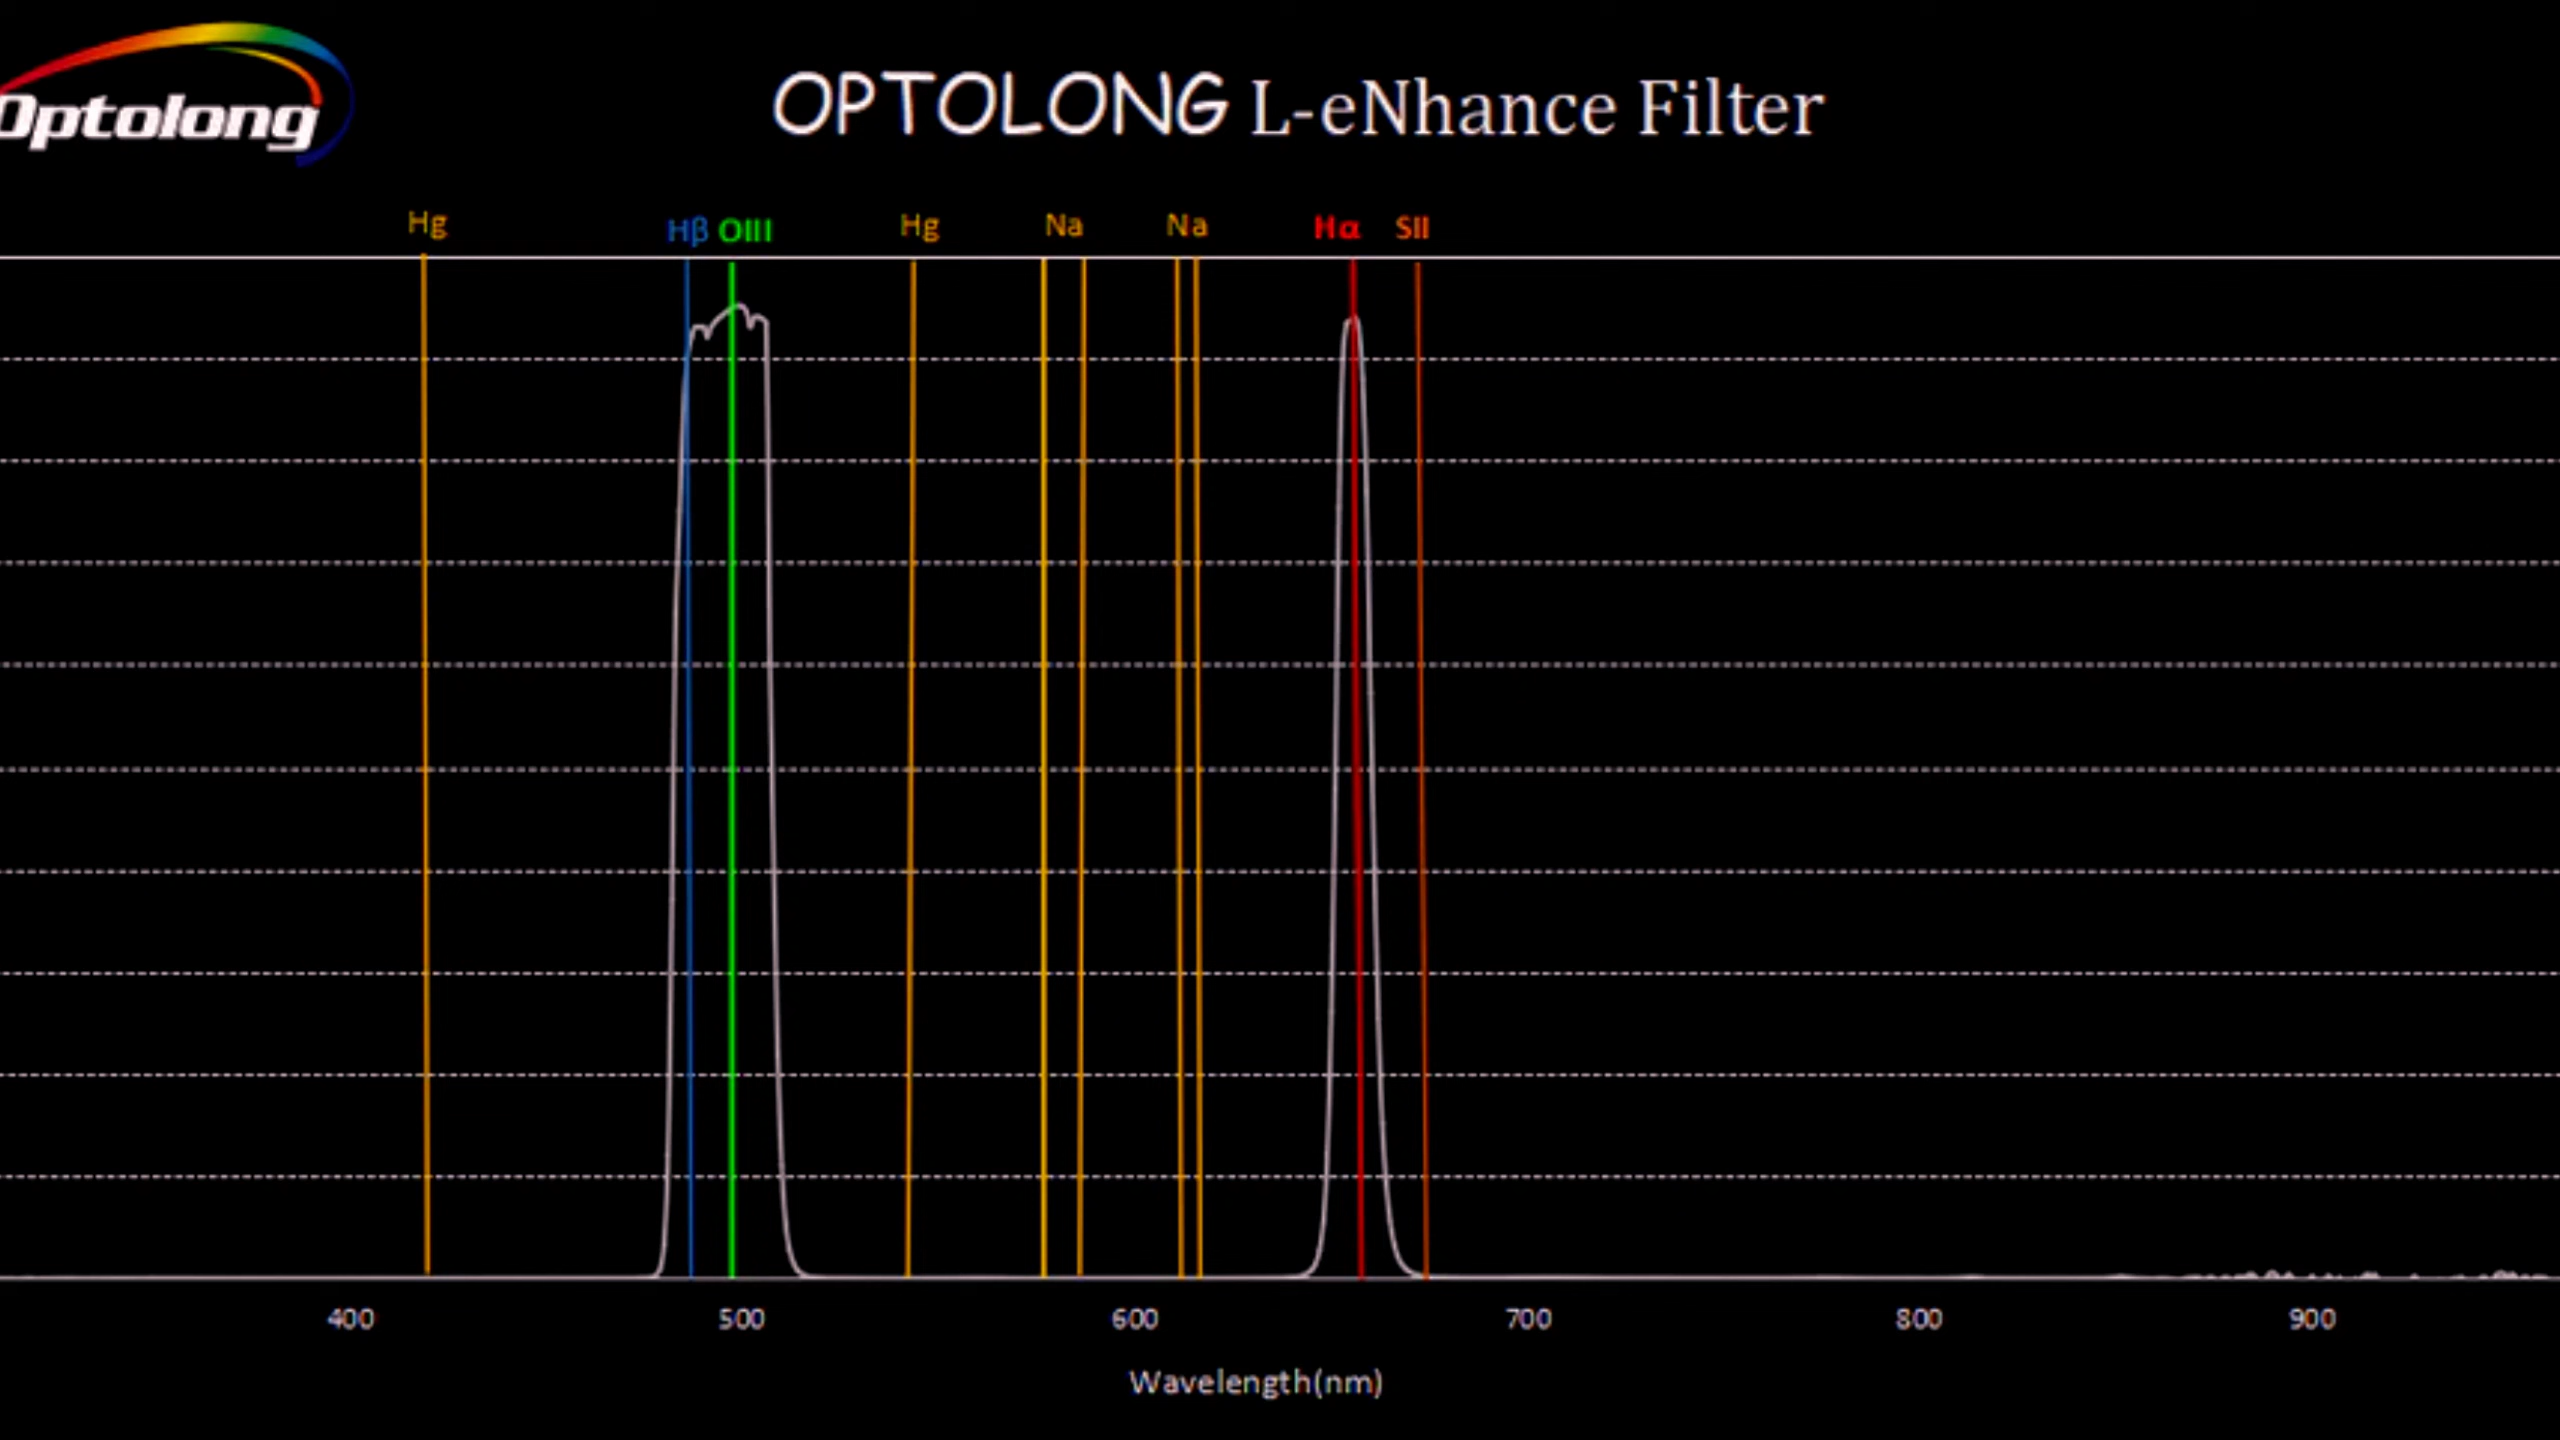 Optolong
OPTOLONG L-eNhance Filter
Hg Hβ OIII Hg Na Na Hα SII
400 500 600 700 800 900
Wavelength(nm)